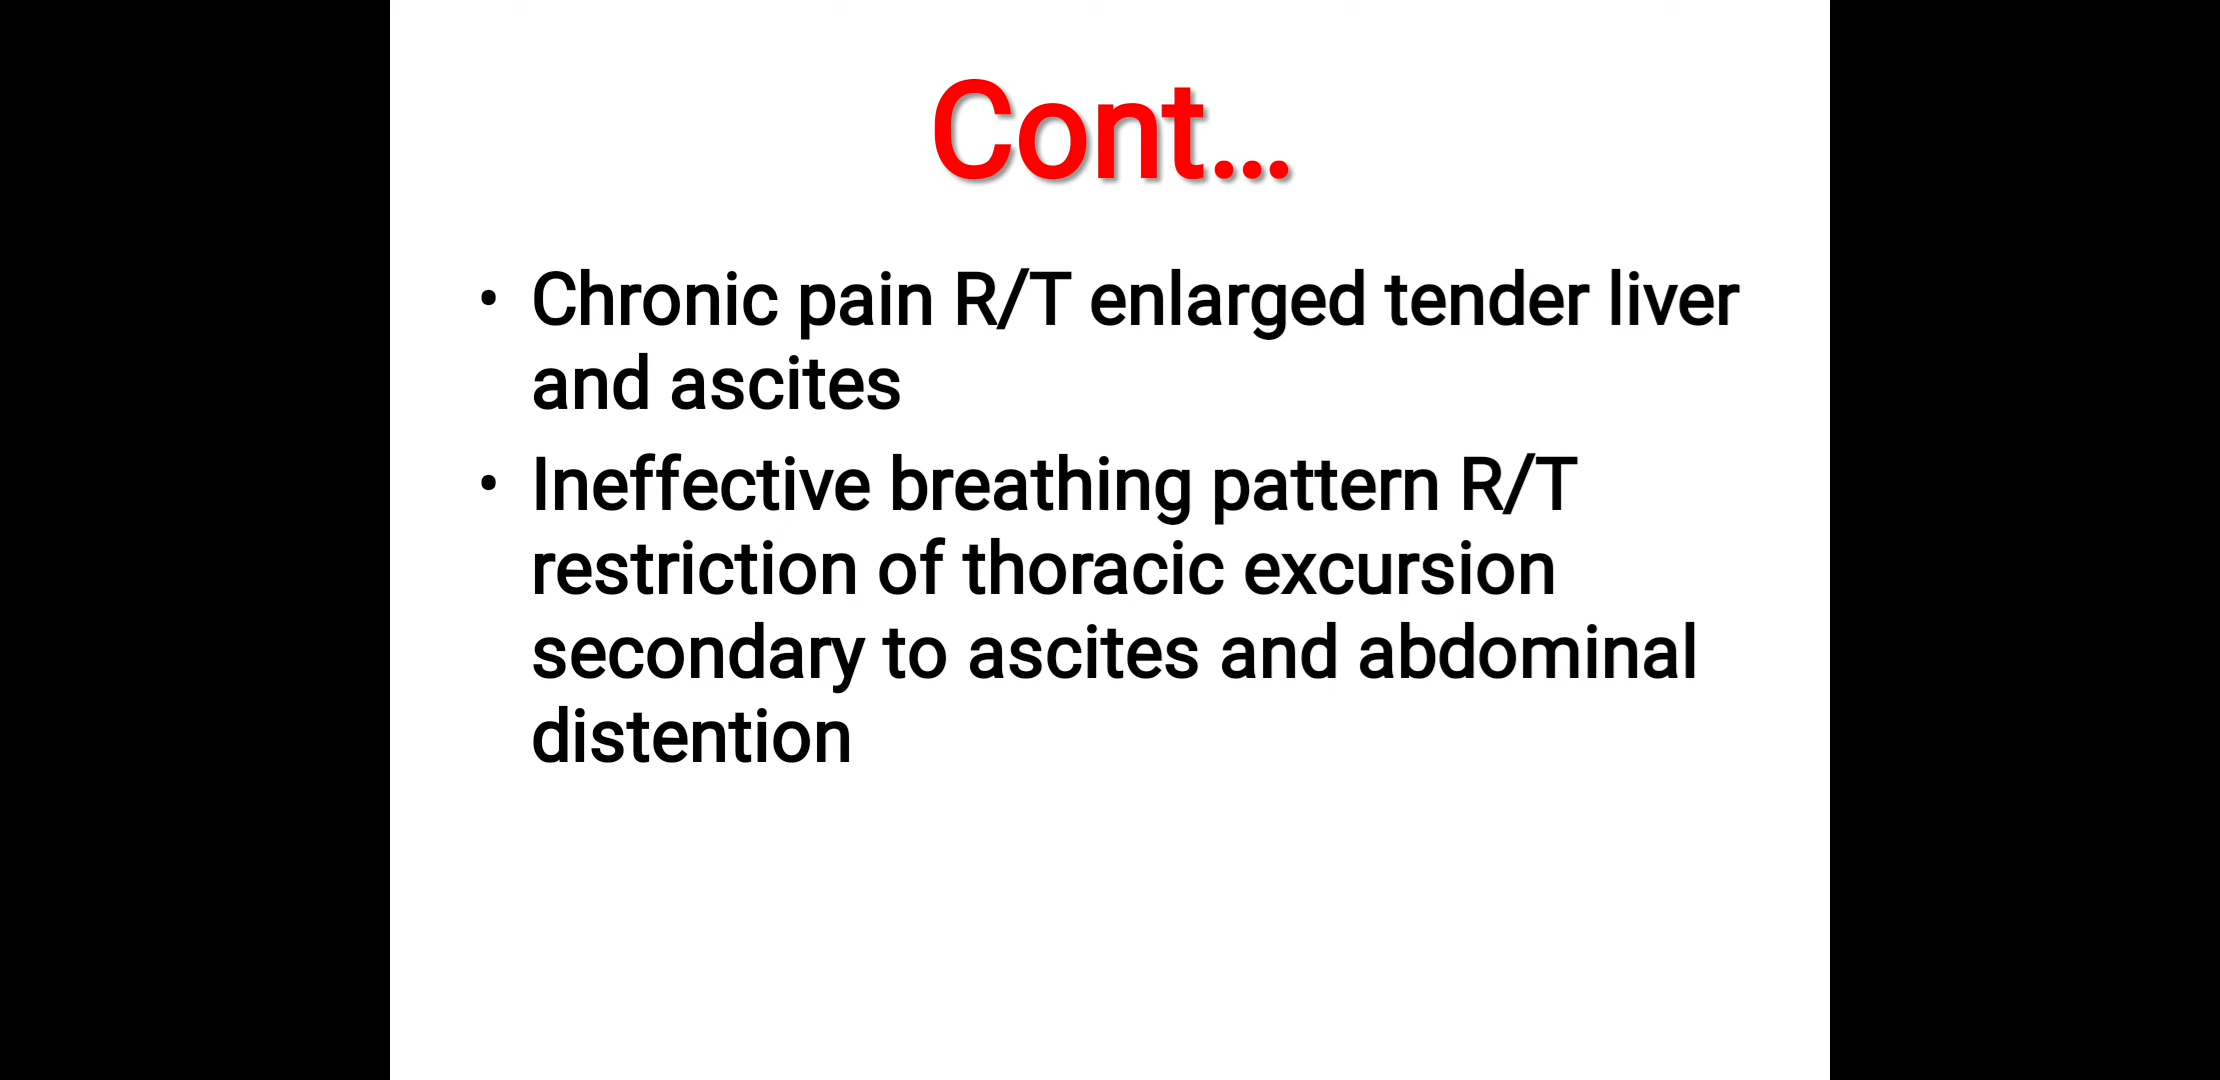 Cont...
• Chronic pain R/T enlarged tender liver
and ascites
• Ineffective breathing pattern R/T
restriction of thoracic excursion
secondary to ascites and abdominal
distention